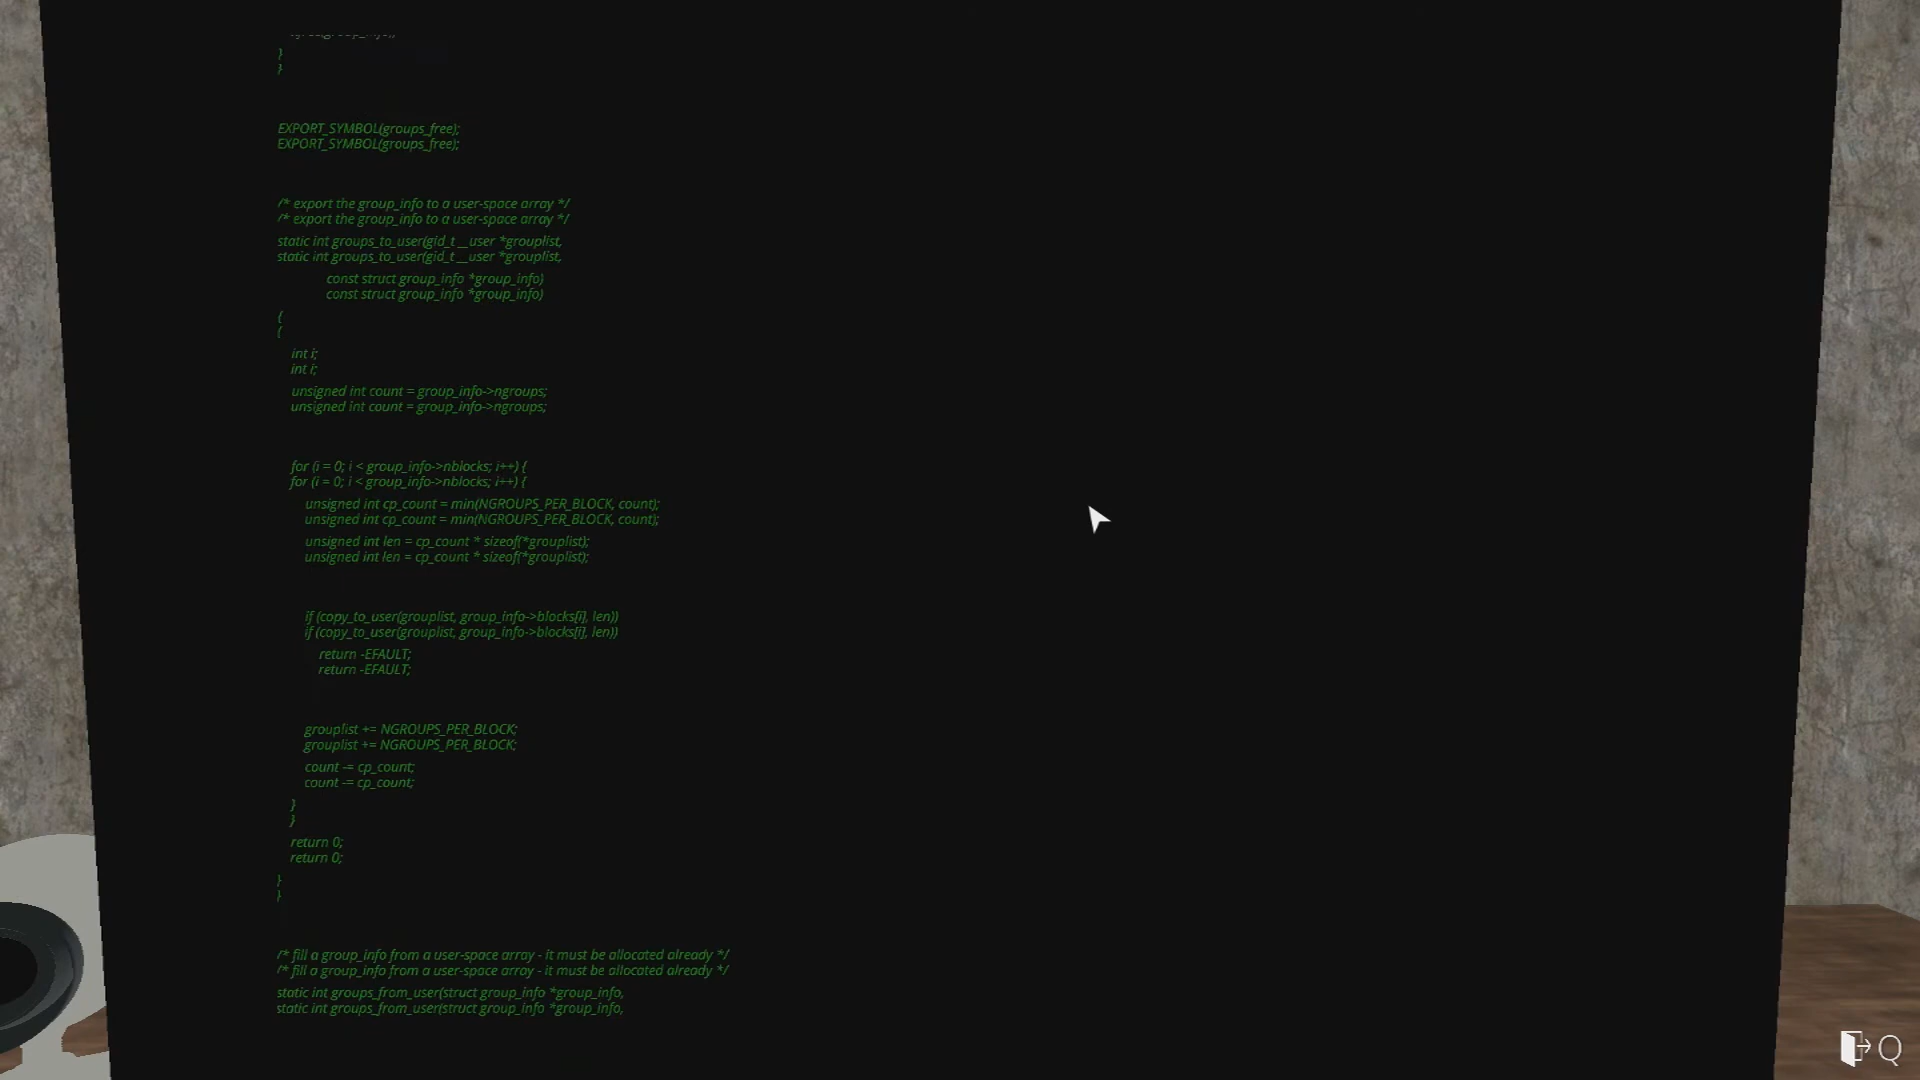 }
}
EXPORT_SYMBOL(groups_free);
EXPORT_SYMBOL(groups_free);
/* export the group_info to a user-space array */
/* export the group_info to a user-space array */
static int groups_to_user(gid_t __user *grouplist,
static int groups_to_user(gid_t __user *grouplist,
const struct group_info *group_info)
const struct group_info *group_info)
{
{
int i;
int i;
unsigned int count = group_info->ngroups;
unsigned int count = group_info->ngroups;
for (i = 0; i < group_info->nblocks; i++) {
for (i = 0; i < group_info->nblocks; i++) {
unsigned int cp_count = min(NGROUPS_PER_BLOCK, count);
unsigned int cp_count = min(NGROUPS_PER_BLOCK, count);
unsigned int len = cp_count * sizeof(*grouplist);
unsigned int len = cp_count * sizeof(*grouplist);
if (copy_to_user(grouplist, group_info->blocks[i], len))
if (copy_to_user(grouplist, group_info->blocks[i], len))
return -EFAULT;
return -EFAULT;
grouplist += NGROUPS_PER_BLOCK;
grouplist += NGROUPS_PER_BLOCK;
count -= cp_count;
count -= cp_count;
}
}
return 0;
return 0;
}
}
/* fill a group_info from a user-space array - it must be allocated already */
/* fill a group_info from a user-space array - it must be allocated already */
static int groups_from_user(struct group_info *group_info,
static int groups_from_user(struct group_info *group_info,
Q